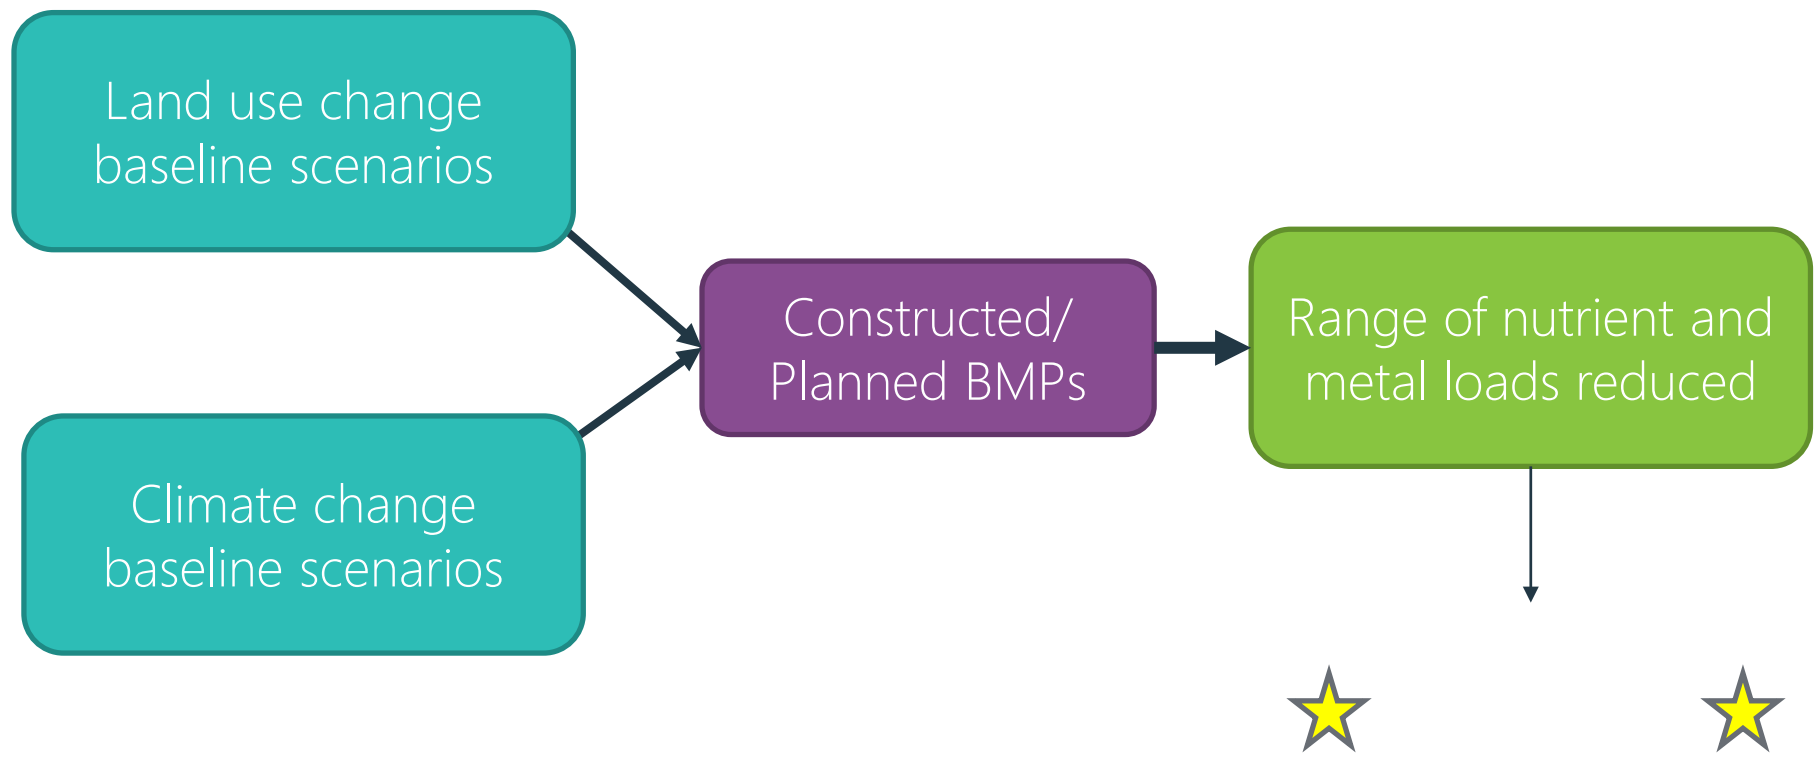 Land use change
baseline scenarios
Climate change
baseline scenarios
Constructed/
Planned BMPs
Range of nutrient and
metal loads reduced